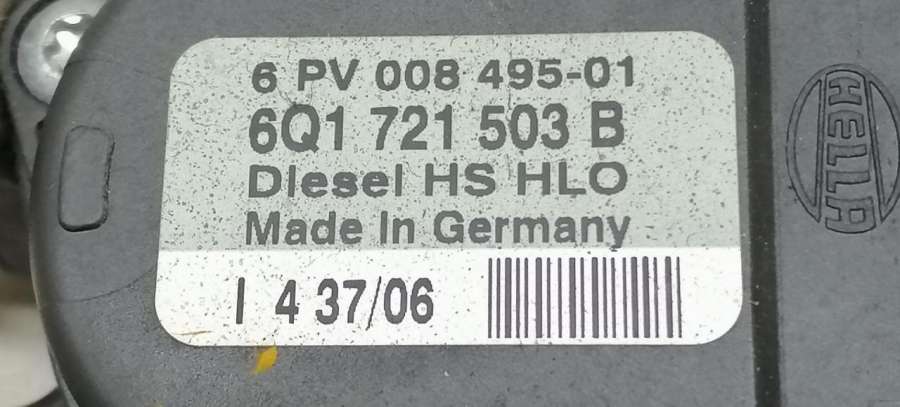 6 PV 008 495-01
6Q1 721 503 B
Diesel HS HLO
Made In Germany
I 4 37/06
HELLA